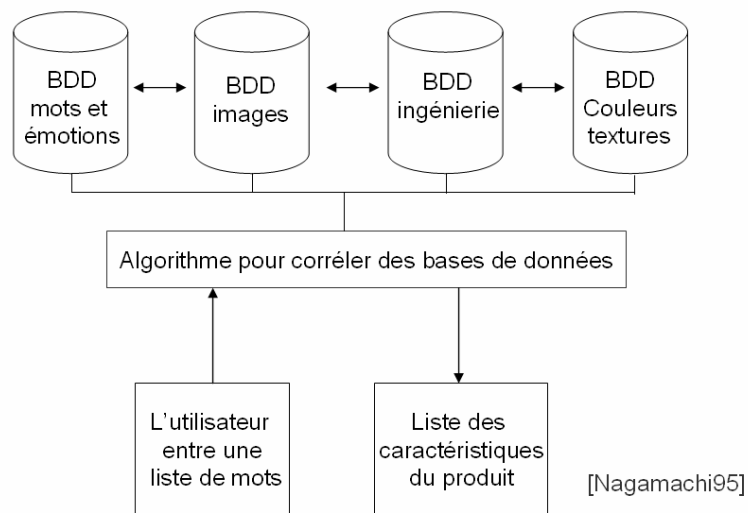 BDD
mots et
émotions
BDD
images
BDD
ingénierie
BDD
Couleurs
textures
Algorithme pour corréler des bases de données
L'utilisateur
entre une
liste de mots
Liste des
caractéristiques
du produit
[Nagamachi95]